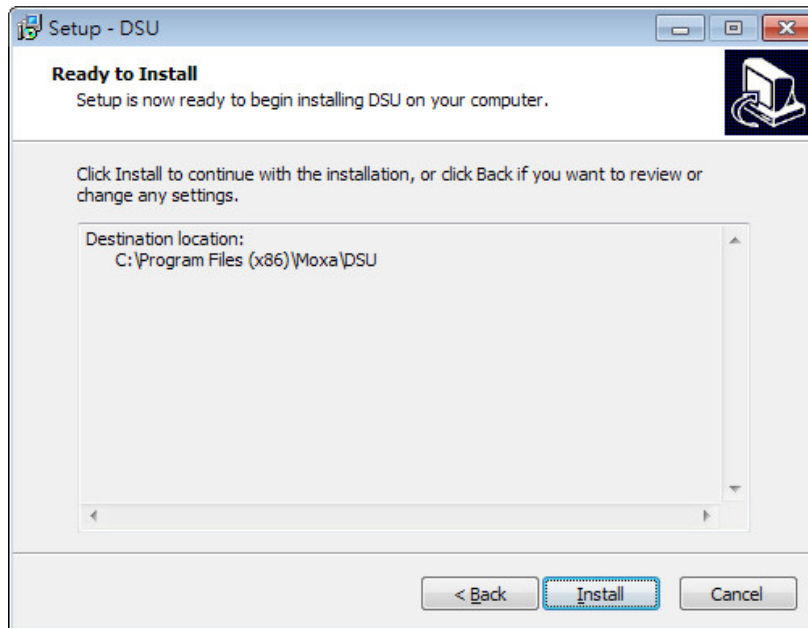 Setup - DSU
Ready to Install
Setup is now ready to begin installing DSU on your computer.
Click Install to continue with the installation, or click Back if you want to review or
change any settings.
Destination location:
C:\Program Files (x86)\Moxa\DSU
< Back
Install
Cancel